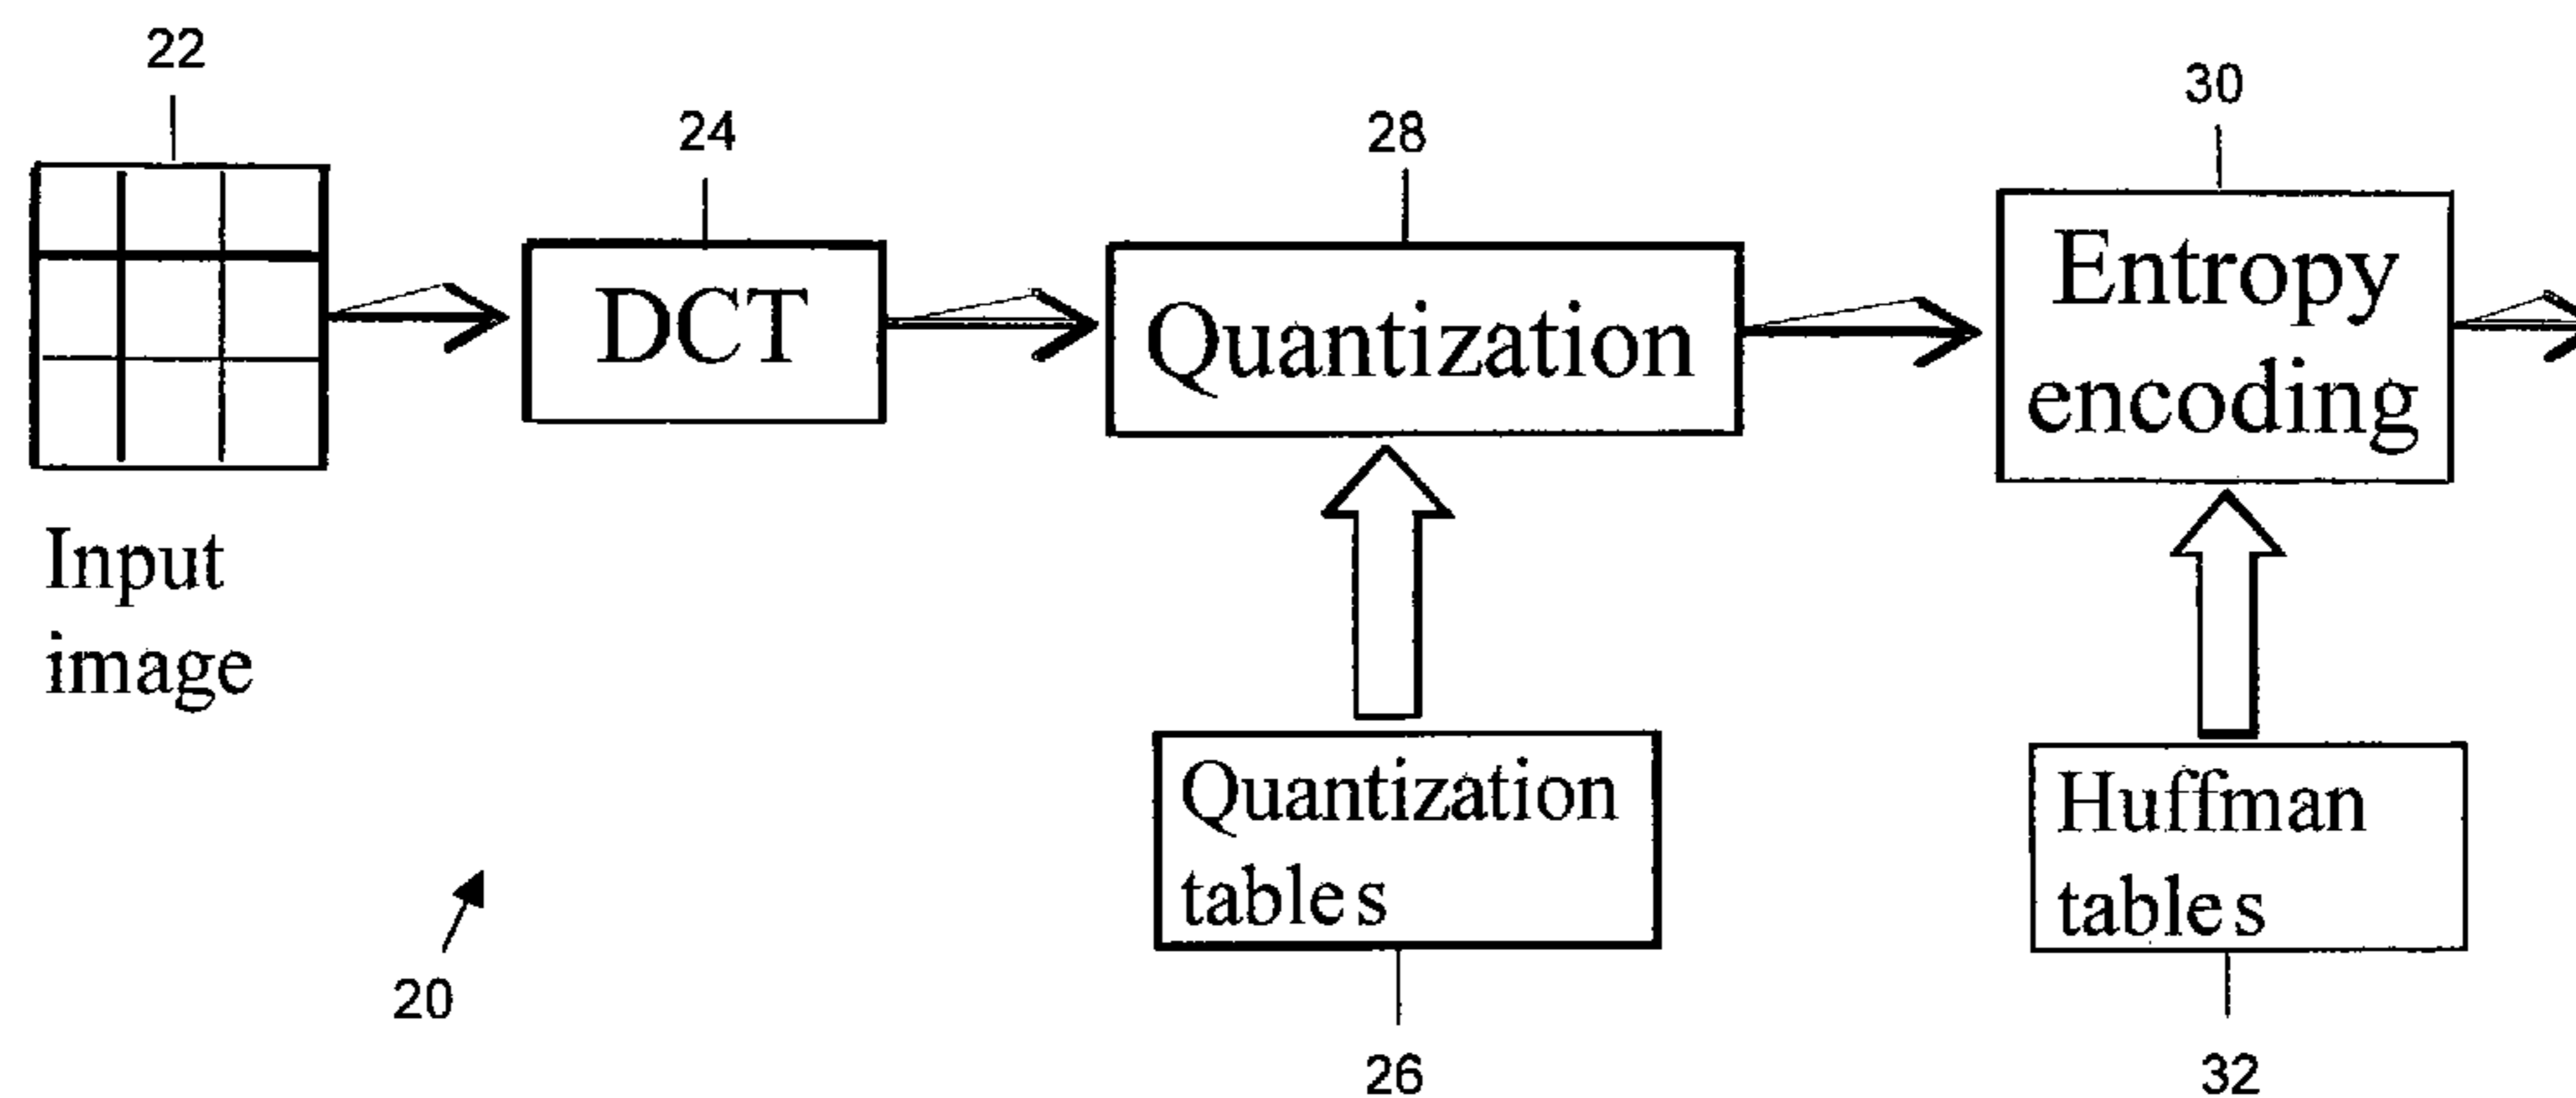 22
24
28
30
Input
image
DCT
Quantization
Entropy
encoding
Quantization
tables
Huffman
tables
20
26
32